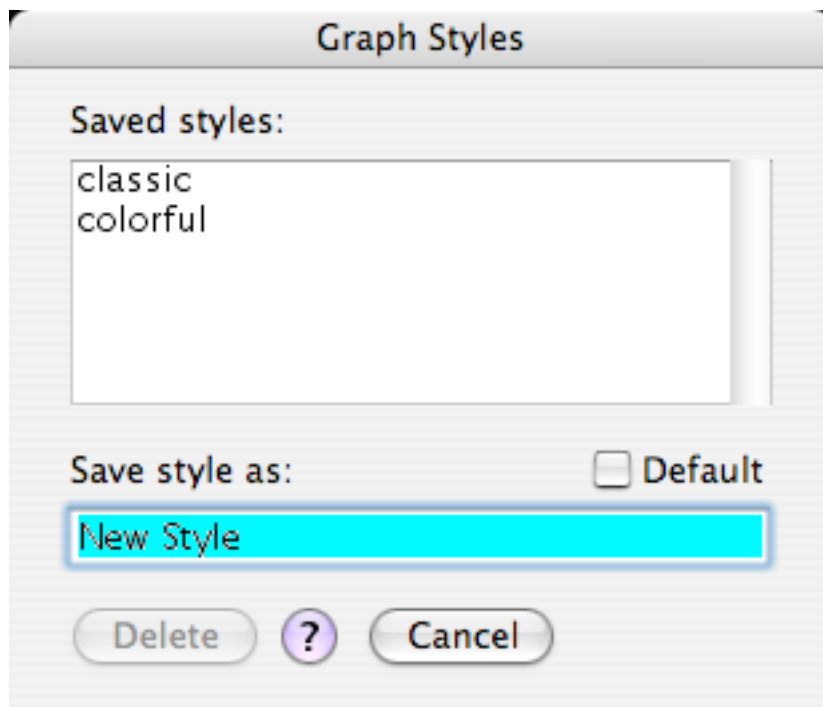 Graph Styles
Saved styles:
classic
colorful
Save style as:
Default
New Style
Delete
?
Cancel